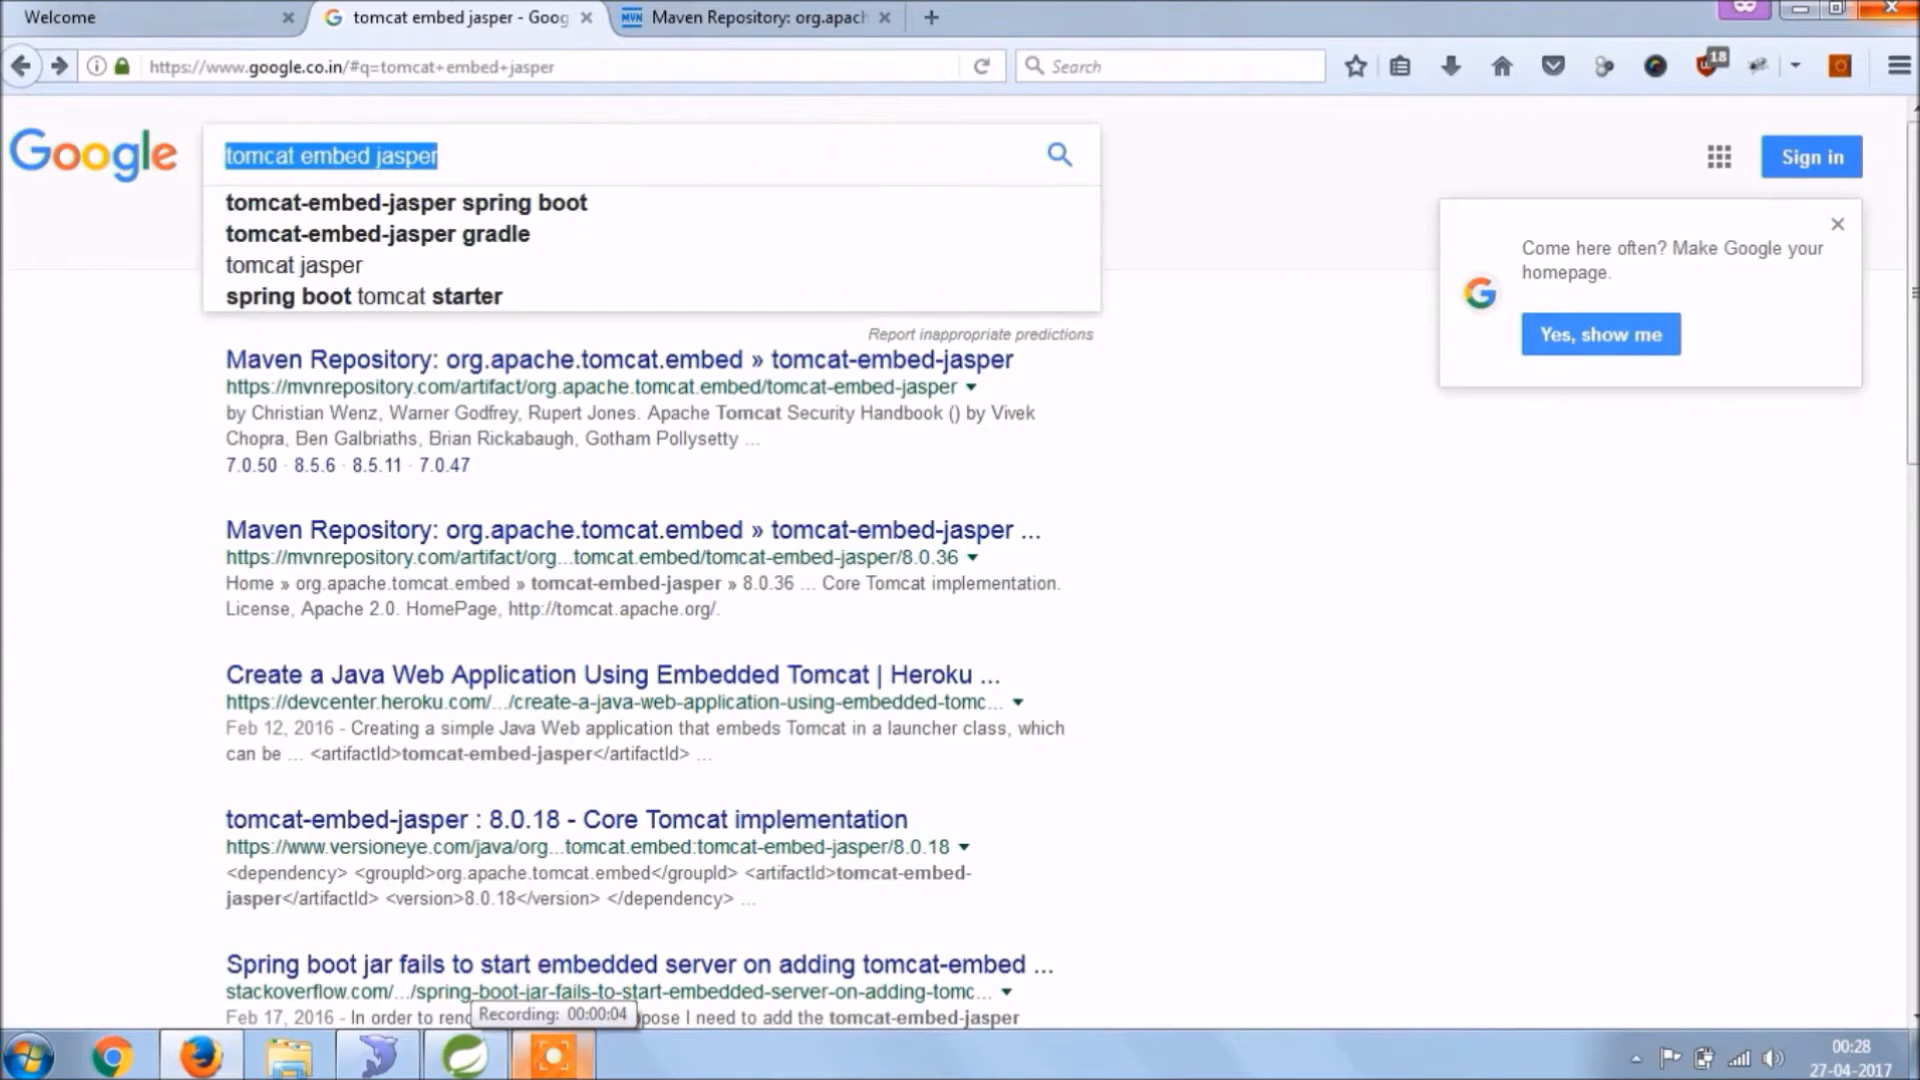 Welcome
tomcat embed jasper - Goog
MVN
Maven Repository: org.apach
https://www.google.co.in/#q=tomcat+embed+jasper
Search
18
Google
tomcat embed jasper
Sign in
tomcat-embed-jasper spring boot
tomcat-embed-jasper gradle
tomcat jasper
spring boot tomcat starter
Report inappropriate predictions
Come here often? Make Google your
homepage.
Yes, show me
Maven Repository: org.apache.tomcat.embed » tomcat-embed-jasper
https://mvnrepository.com/artifact/org.apache.tomcat.embed/tomcat-embed-jasper
by Christian Wenz, Warner Godfrey, Rupert Jones. Apache Tomcat Security Handbook () by Vivek
Chopra, Ben Galbriaths, Brian Rickabaugh, Gotham Pollysetty ...
7.0.50 · 8.5.6 · 8.5.11 · 7.0.47
Maven Repository: org.apache.tomcat.embed » tomcat-embed-jasper ...
https://mvnrepository.com/artifact/org...tomcat.embed/tomcat-embed-jasper/8.0.36
Home » org.apache.tomcat.embed » tomcat-embed-jasper » 8.0.36 ... Core Tomcat implementation.
License, Apache 2.0. HomePage, http://tomcat.apache.org/.
Create a Java Web Application Using Embedded Tomcat | Heroku ...
https://devcenter.heroku.com/.../create-a-java-web-application-using-embedded-tomc...
Feb 12, 2016 - Creating a simple Java Web application that embeds Tomcat in a launcher class, which
can be ... <artifactId>tomcat-embed-jasper</artifactId> ...
tomcat-embed-jasper : 8.0.18 - Core Tomcat implementation
https://www.versioneye.com/java/org...tomcat.embed:tomcat-embed-jasper/8.0.18
<dependency> <groupId>org.apache.tomcat.embed</groupId> <artifactId>tomcat-embed-
jasper</artifactId> <version>8.0.18</version> </dependency> ...
Spring boot jar fails to start embedded server on adding tomcat-embed ...
stackoverflow.com/.../spring-boot-jar-fails-to-start-embedded-server-on-adding-tomc...
Recording: 00:00:04
Feb 17, 2016 - In order to rend pose I need to add the tomcat-embed-jasper
00:28
27-04-2017